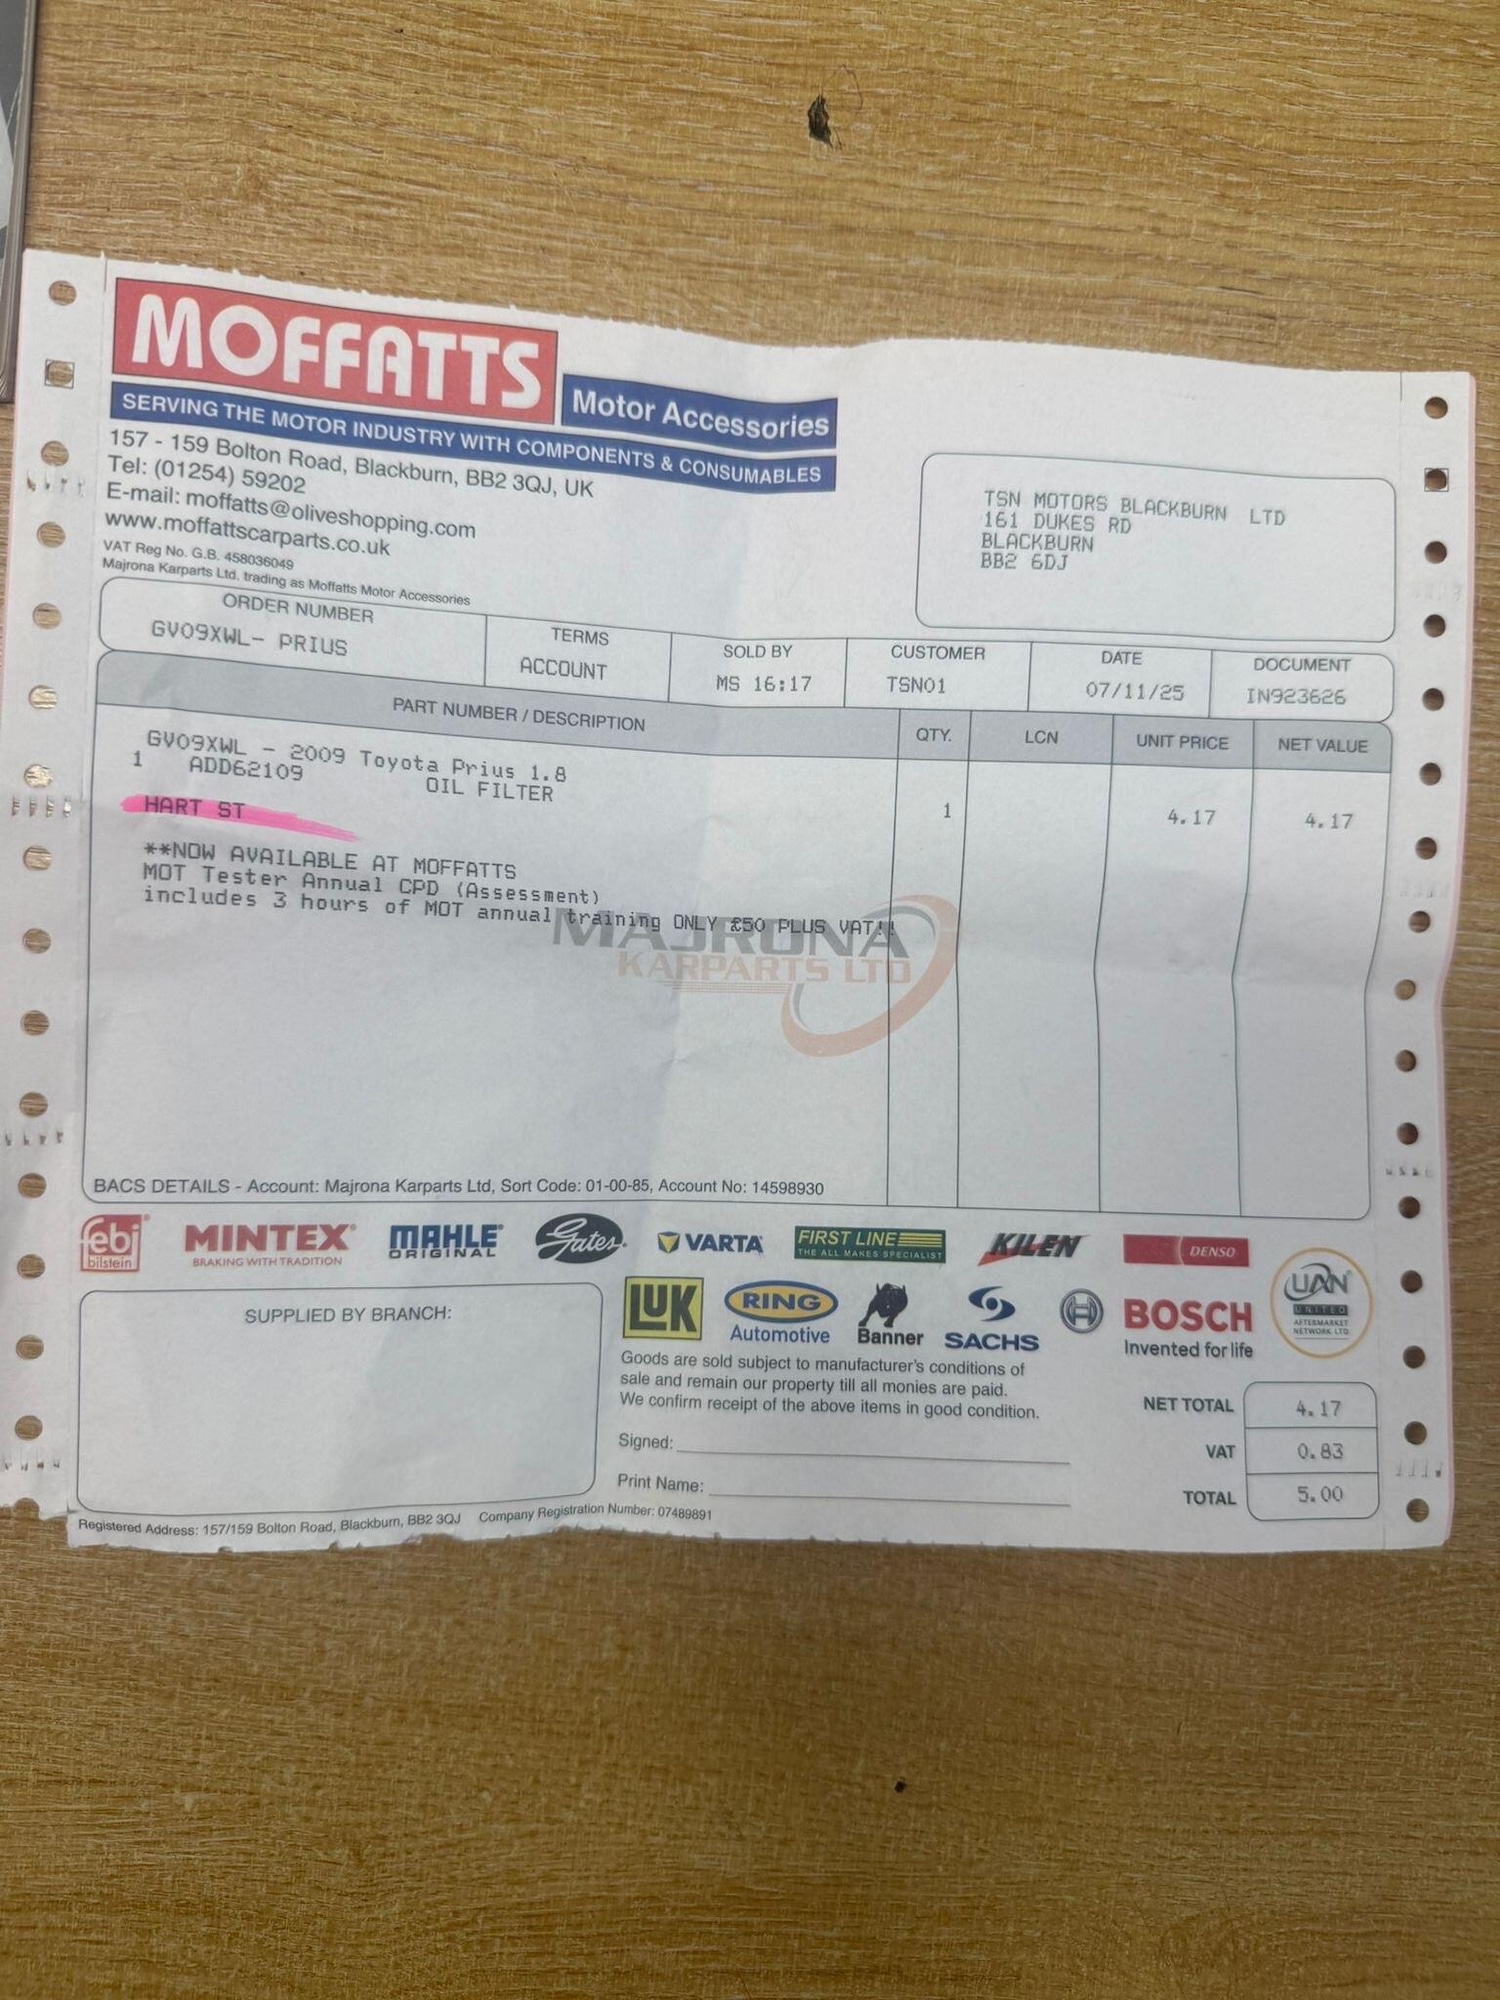 MOFFATTS
Motor Accessories
SERVING THE MOTOR INDUSTRY WITH COMPONENTS & CONSUMABLES
157 - 159 Bolton Road, Blackburn, BB2 3QJ, UK
Tel: (01254) 59202
E-mail: moffatts@oliveshopping.com
www.moffattscarparts.co.uk
VAT Reg No. G.B. 458036049
Majrona Karparts Ltd. trading as Moffatts Motor Accessories
TSN MOTORS BLACKBURN LTD
161 DUKES RD
BLACKBURN
BB2 6DJ
ORDER NUMBER TERMS SOLD BY CUSTOMER DATE DOCUMENT
GV09XWL- PRIUS ACCOUNT MS 16:17 TSN01 07/11/25 IN923626
PART NUMBER / DESCRIPTION QTY. LCN UNIT PRICE NET VALUE
GV09XWL - 2009 Toyota Prius 1.8
1 ADD62109 OIL FILTER 1 4.17 4.17
HART ST
**NOW AVAILABLE AT MOFFATTS
MOT Tester Annual CPD (Assessment)
includes 3 hours of MOT annual training ONLY £50 PLUS VAT!!
MAJRONA
KARPARTS LTD
BACS DETAILS - Account: Majrona Karparts Ltd, Sort Code: 01-00-85, Account No: 14598930
febi
bilstein
MINTEX
BRAKING WITH TRADITION
MAHLE
ORIGINAL
Gates
VARTA
FIRST LINE
THE ALL MAKES SPECIALIST
KILEN
DENSO
LUK
RING
Automotive
Banner
SACHS
BOSCH
Invented for life
UAN
UNITED
AFTERMARKET
NETWORK LTD
SUPPLIED BY BRANCH:
Goods are sold subject to manufacturer's conditions of
sale and remain our property till all monies are paid.
We confirm receipt of the above items in good condition.
Signed:
Print Name:
NET TOTAL 4.17
VAT 0.83
TOTAL 5.00
Registered Address: 157/159 Bolton Road, Blackburn, BB2 3QJ Company Registration Number: 07489891